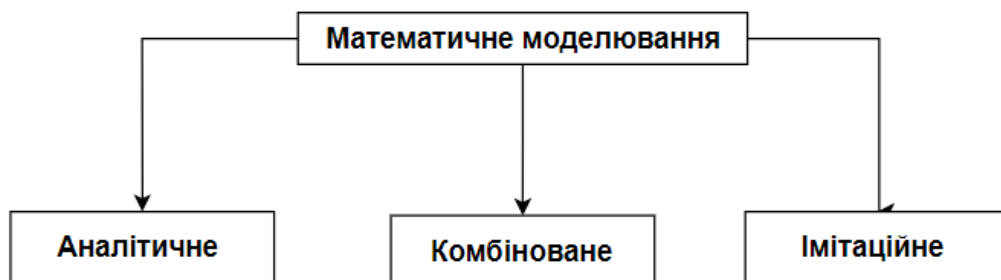 Математичне моделювання
Аналітичне
Комбіноване
Імітаційне